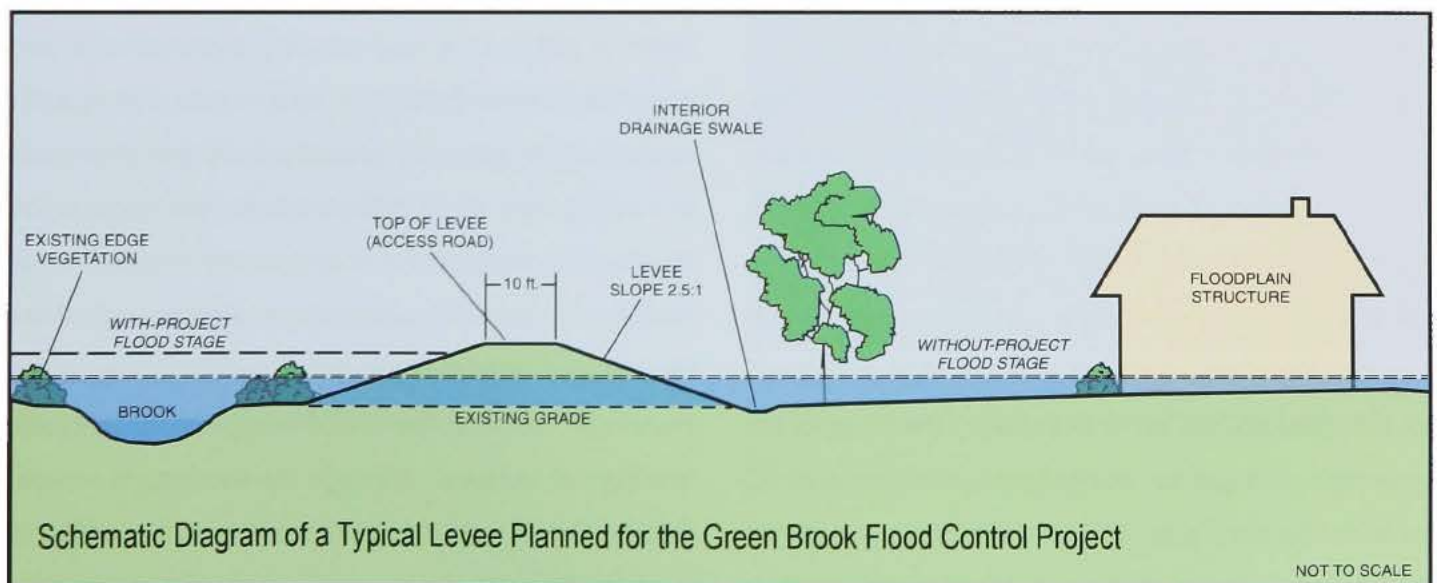 INTERIOR
DRAINAGE SWALE
TOP OF LEVEE
(ACCESS ROAD)
EXISTING EDGE
VEGETATION
10 ft.
LEVEE
SLOPE 2.5:1
FLOODPLAIN
STRUCTURE
WITH-PROJECT
FLOOD STAGE
WITHOUT-PROJECT
FLOOD STAGE
BROOK
EXISTING GRADE
Schematic Diagram of a Typical Levee Planned for the Green Brook Flood Control Project
NOT TO SCALE